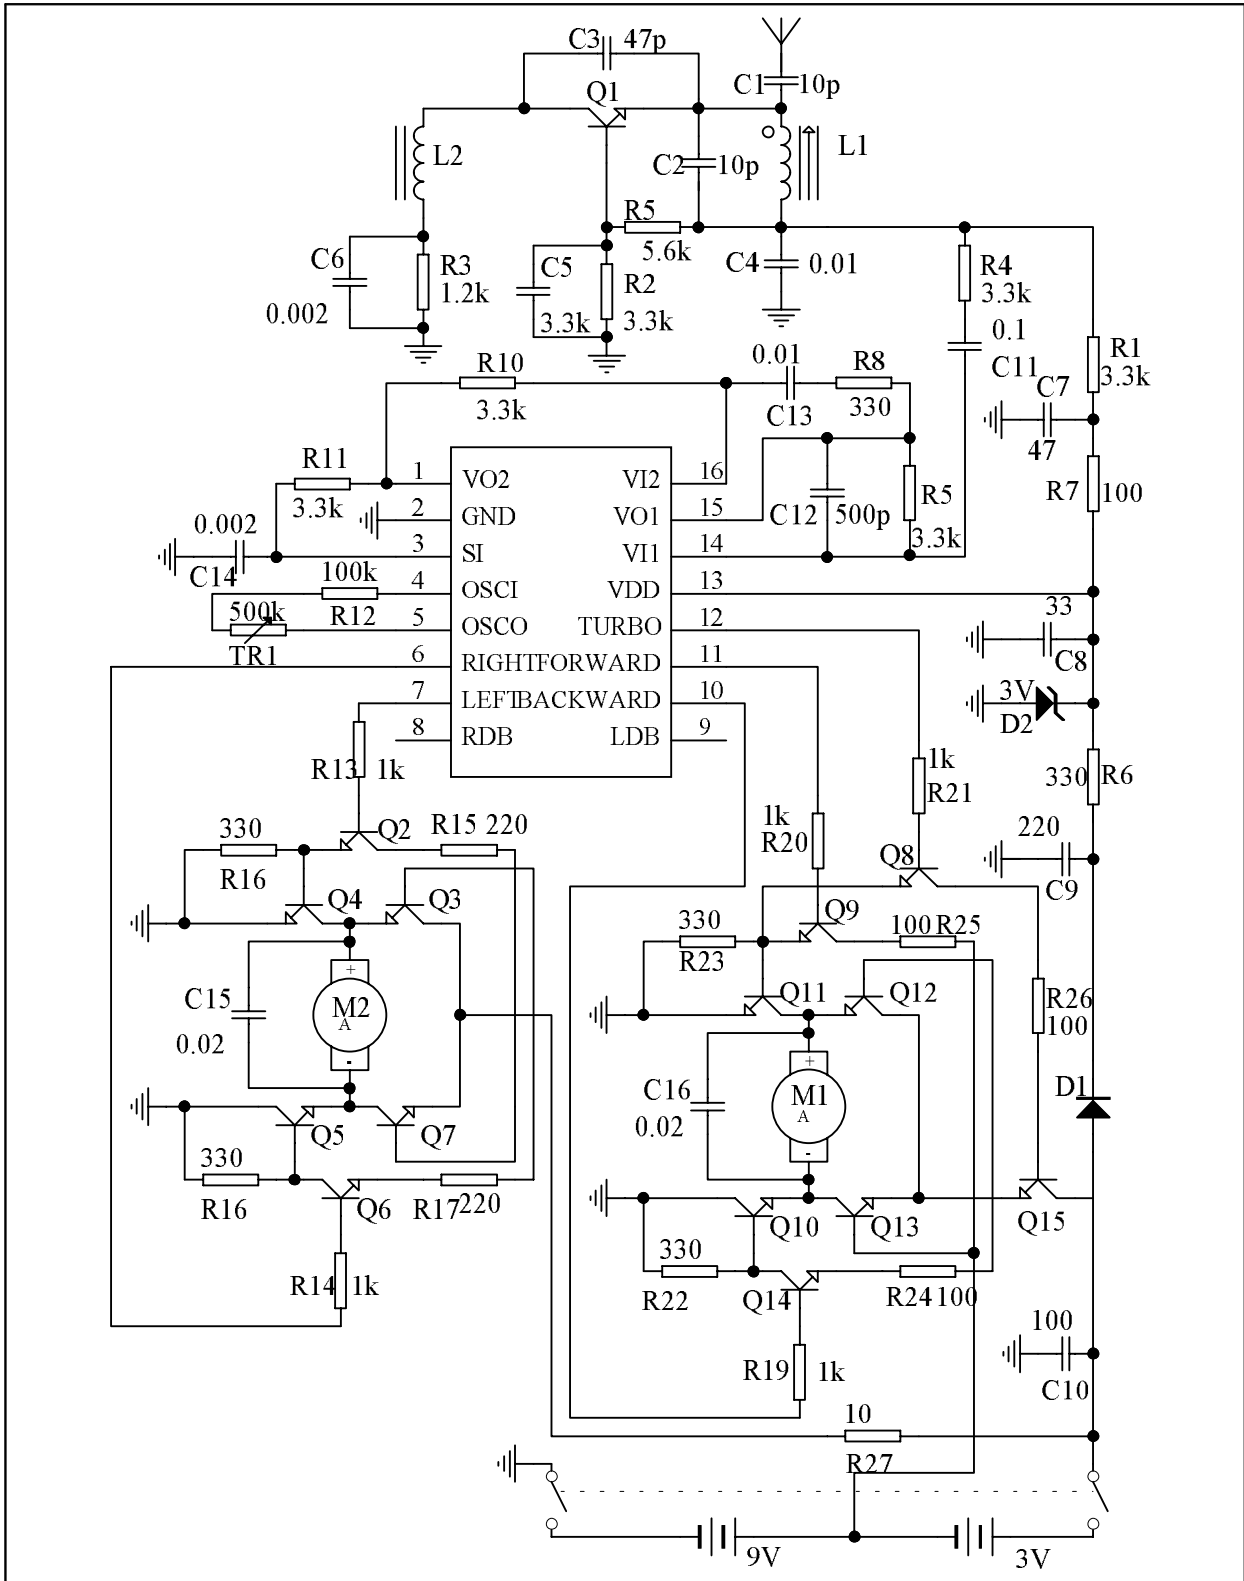 C3 47p
C1 10p
Q1
L2
C2 10p
L1
R5
5.6k
C6
0.002
R3
1.2k
C5
3.3k
R2
3.3k
C4 0.01
R4
3.3k
0.1
C11
R1
3.3k
C7
47
R7 100
R10
3.3k
0.01
C13
R8
330
R11
3.3k
0.002
C14
C12 500p
R5
3.3k
100k
R12
500k
TR1
1 VO2
2 GND
3 SI
4 OSCI
5 OSCO
6 RIGHT
7 LEFT
8 RDB
VI2 16
VO1 15
VI1 14
VDD 13
TURBO 12
FORWARD 11
BACKWARD 10
LDB 9
33
C8
3V
D2
330 R6
R13 1k
1k
R21
1k
R20
220
C9
330
R16
Q2
R15 220
Q4
Q3
Q8
Q9
330
R23
100 R25
C15
0.02
+
M2
A
-
Q11
Q12
R26
100
C16
0.02
+
M1
A
-
D1
Q5
Q7
330
R16
Q6
R17 220
Q10
Q13
Q15
R14 1k
330
R22
Q14
R24 100
100
C10
R19 1k
10
R27
9V
3V